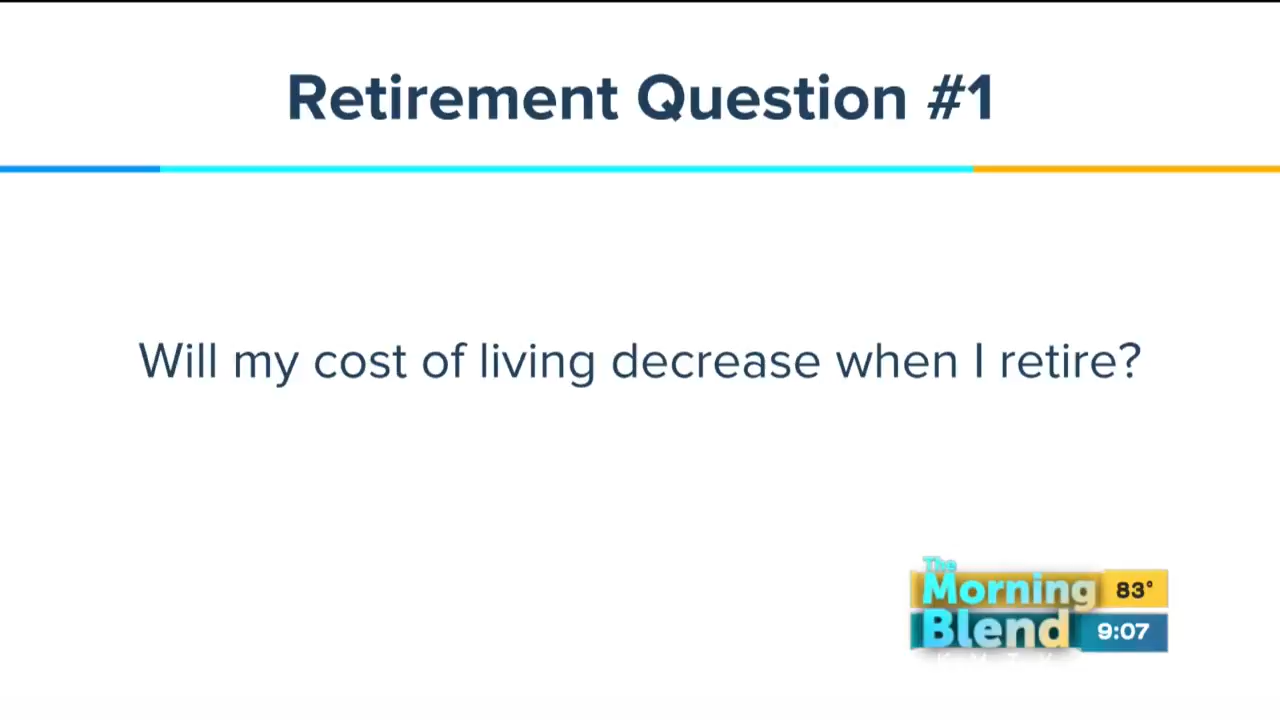 Retirement Question #1
Will my cost of living decrease when I retire?
The
Morning
83°
Blend
9:07